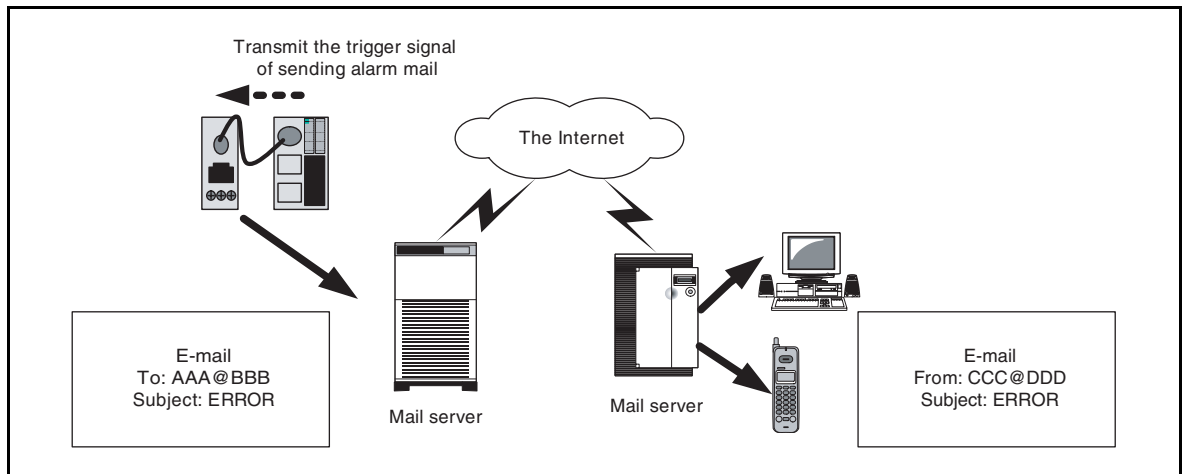 Transmit the trigger signal
of sending alarm mail
The Internet
E-mail
To: AAA@BBB
Subject: ERROR
Mail server
Mail server
E-mail
From: CCC@DDD
Subject: ERROR